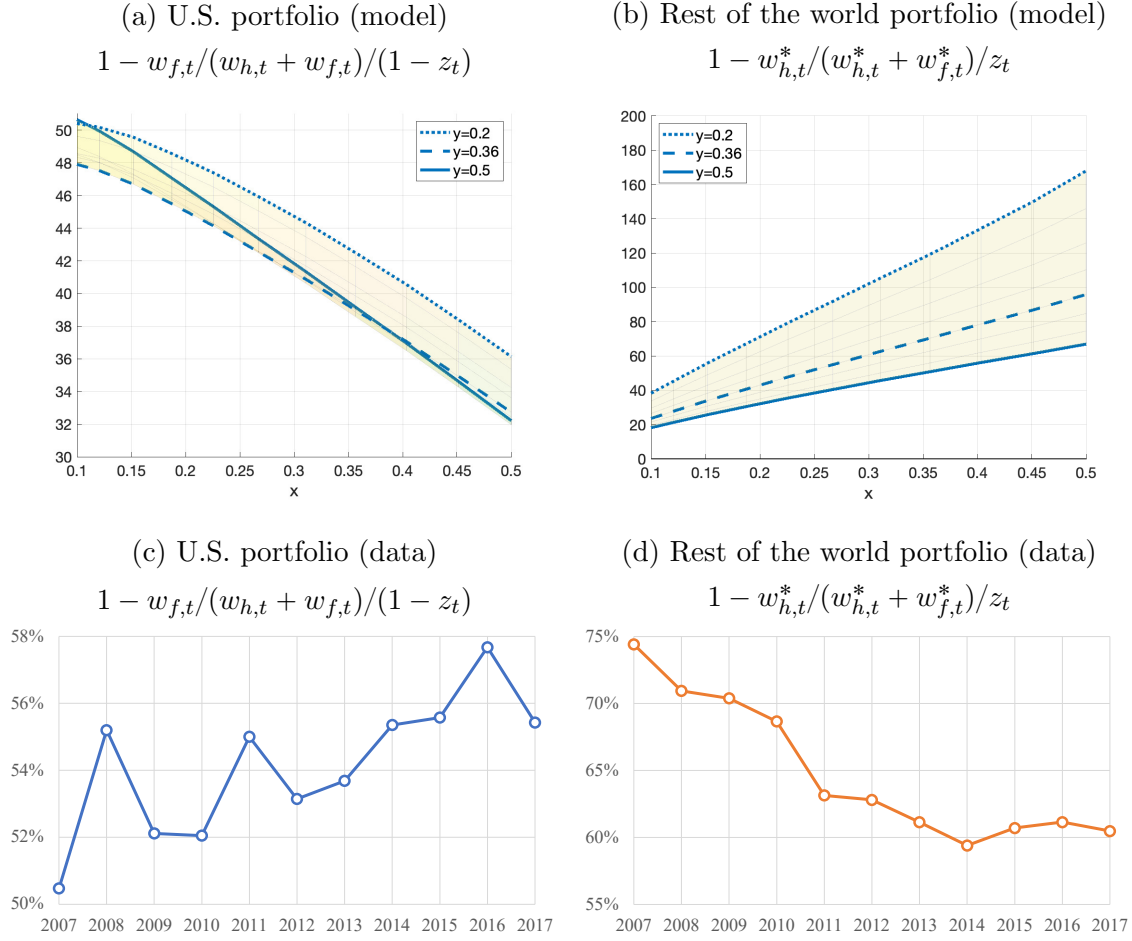 (a) U.S. portfolio (model)
1 − w_{f,t}/(w_{h,t} + w_{f,t})/(1 − z_t)
50
48
46
44
42
40
38
36
34
32
30
0.1 0.15 0.2 0.25 0.3 0.35 0.4 0.45 0.5
x
y=0.2
y=0.36
y=0.5
(b) Rest of the world portfolio (model)
1 − w*_{h,t}/(w*_{h,t} + w*_{f,t})/z_t
200
180
160
140
120
100
80
60
40
20
0
0.1 0.15 0.2 0.25 0.3 0.35 0.4 0.45 0.5
x
y=0.2
y=0.36
y=0.5
(c) U.S. portfolio (data)
1 − w_{f,t}/(w_{h,t} + w_{f,t})/(1 − z_t)
58%
56%
54%
52%
50%
2007 2008 2009 2010 2011 2012 2013 2014 2015 2016 2017
(d) Rest of the world portfolio (data)
1 − w*_{h,t}/(w*_{h,t} + w*_{f,t})/z_t
75%
70%
65%
60%
55%
2007 2008 2009 2010 2011 2012 2013 2014 2015 2016 2017